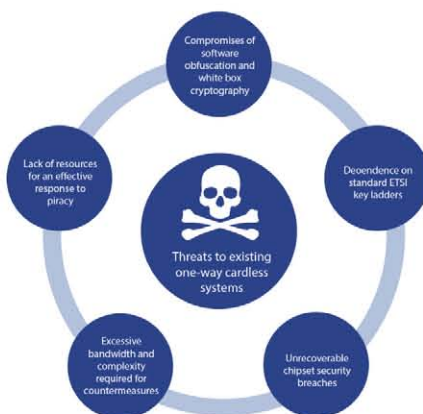 Compromises of
software
obfuscation and
white box
cryptography
Lack of resources
for an effective
response to
piracy
Deoendence on
standard ETSI
key ladders
Threats to existing
one-way cardless
systems
Excessive
bandwidth and
complexity
required for
countermeasures
Unrecoverable
chipset security
breaches